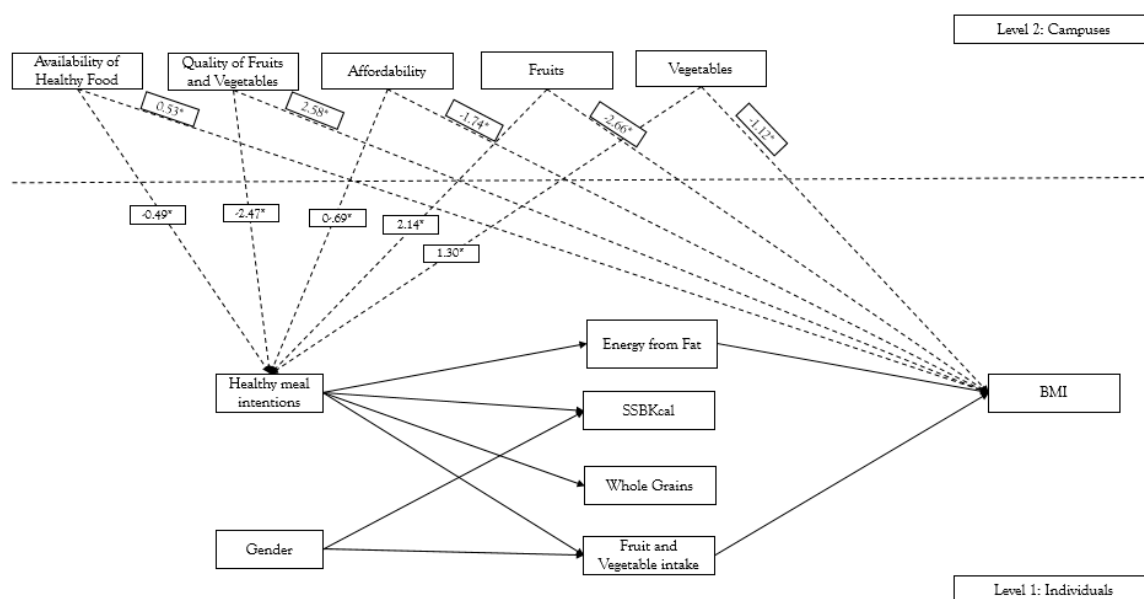 Level 2: Campuses
Availability of
Healthy Food
Quality of Fruits
and Vegetables
Affordability
Fruits
Vegetables
0.53*
2.58*
-1.74*
-2.66*
-1.12*
-0.49*
-2.47*
0-.69*
2.14*
1.30*
Energy from Fat
Healthy meal
intentions
SSBKcal
BMI
Whole Grains
Gender
Fruit and
Vegetable intake
Level 1: Individuals